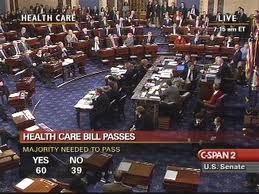 HEALTH CARE
LIVE
7:15 am ET
HEALTH CARE BILL PASSES
MAJORITY NEEDED TO PASS
YES NO
60 39
C-SPAN 2
U.S. Senate